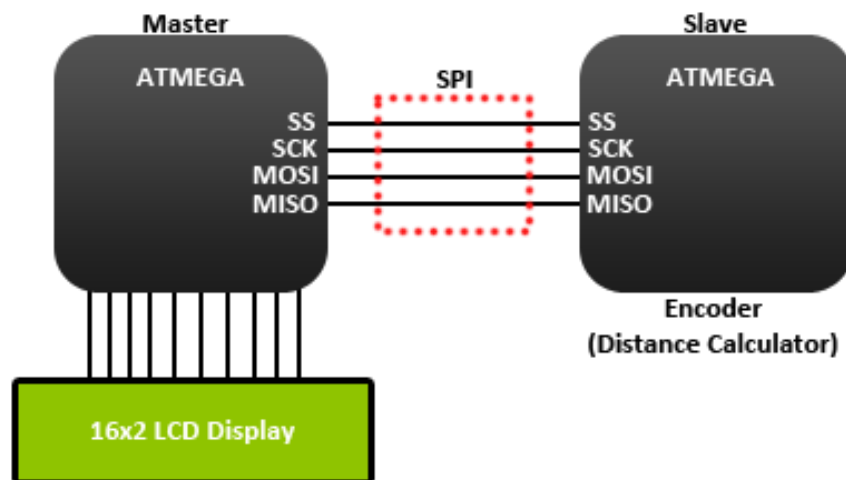 Master
Slave
ATMEGA
SPI
ATMEGA
SS
SCK
MOSI
MISO
SS
SCK
MOSI
MISO
Encoder
(Distance Calculator)
16x2 LCD Display